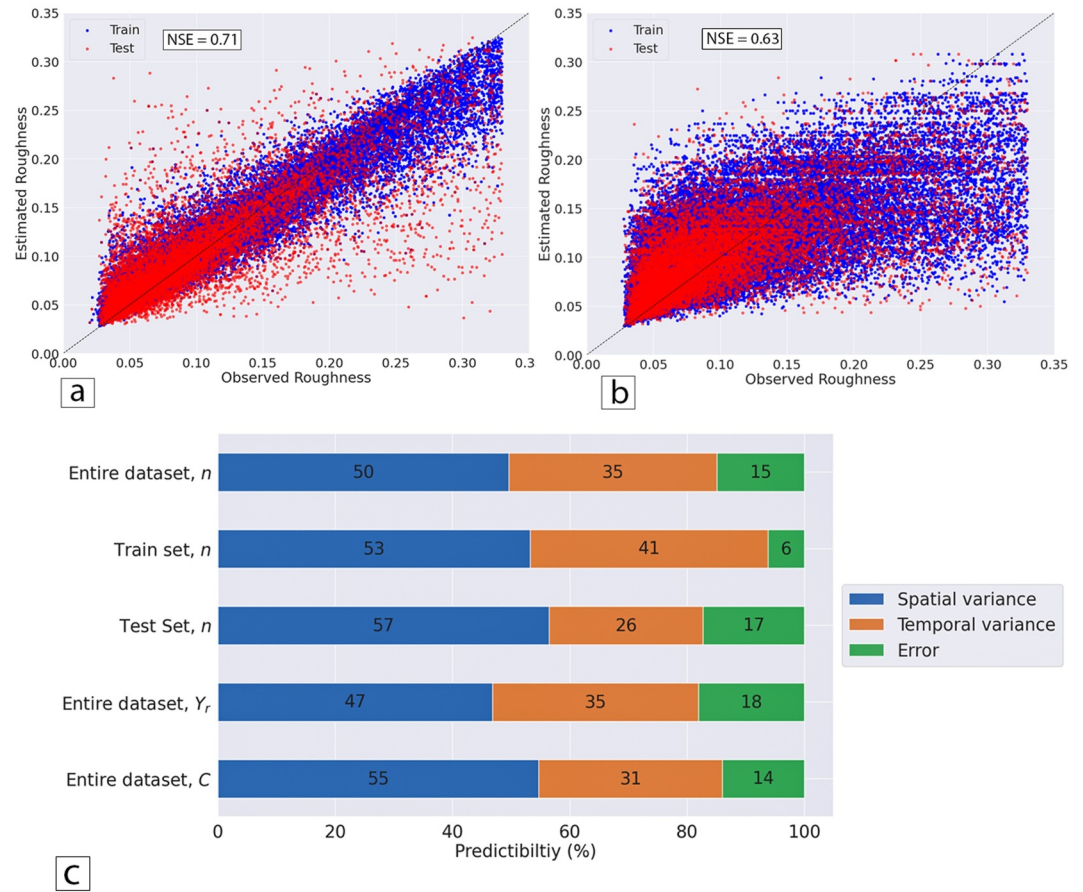 0.35
0.30
0.25
0.20
0.15
0.10
0.05
0.00
Estimated Roughness
Train
Test
NSE = 0.71
0.00 0.05 0.10 0.15 0.20 0.25 0.30 0.3
Observed Roughness
a
0.35
0.30
0.25
0.20
0.15
0.10
0.05
0.00
Estimated Roughness
Train
Test
NSE = 0.63
0.00 0.05 0.10 0.15 0.20 0.25 0.30 0.35
Observed Roughness
b
Entire dataset, n 50 35 15
Train set, n 53 41 6
Test Set, n 57 26 17
Entire dataset, Yr 47 35 18
Entire dataset, C 55 31 14
0 20 40 60 80 100
Predictibiltiy (%)
Spatial variance
Temporal variance
Error
c